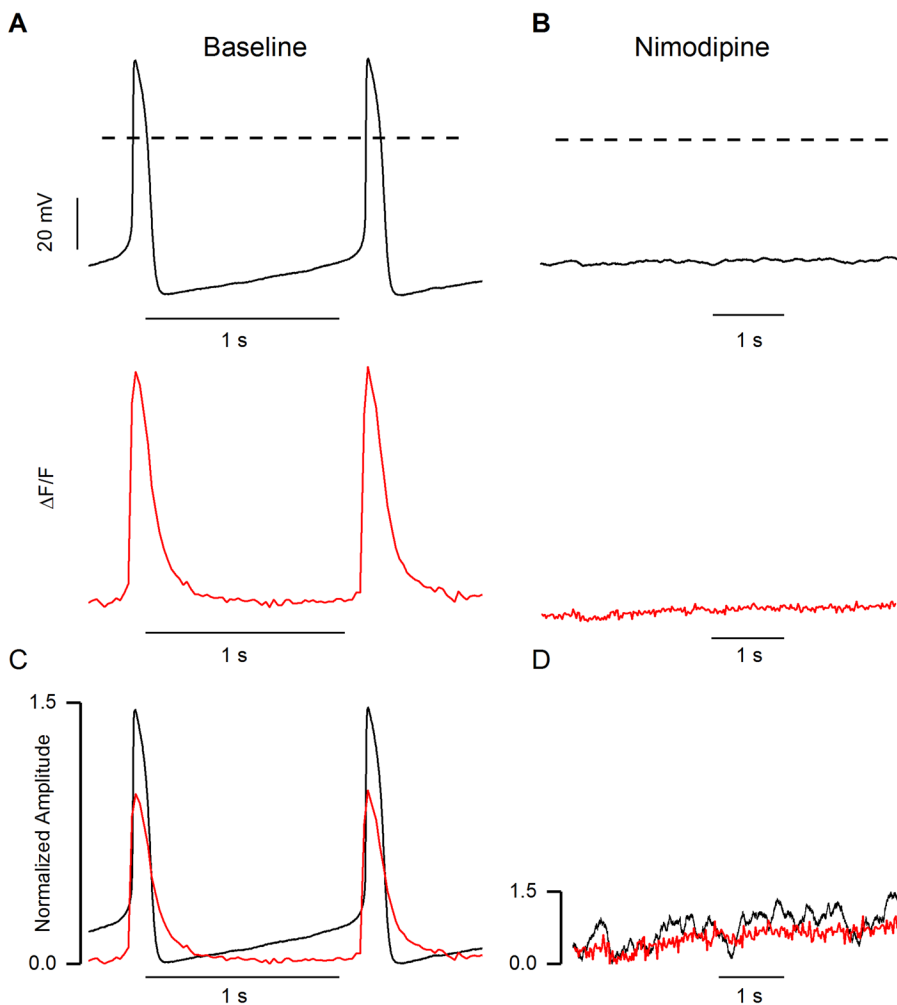 A
Baseline
B
Nimodipine
20 mV
1 s
1 s
ΔF/F
1 s
1 s
C
D
1.5
Normalized Amplitude
0.0
1 s
1.5
0.0
1 s